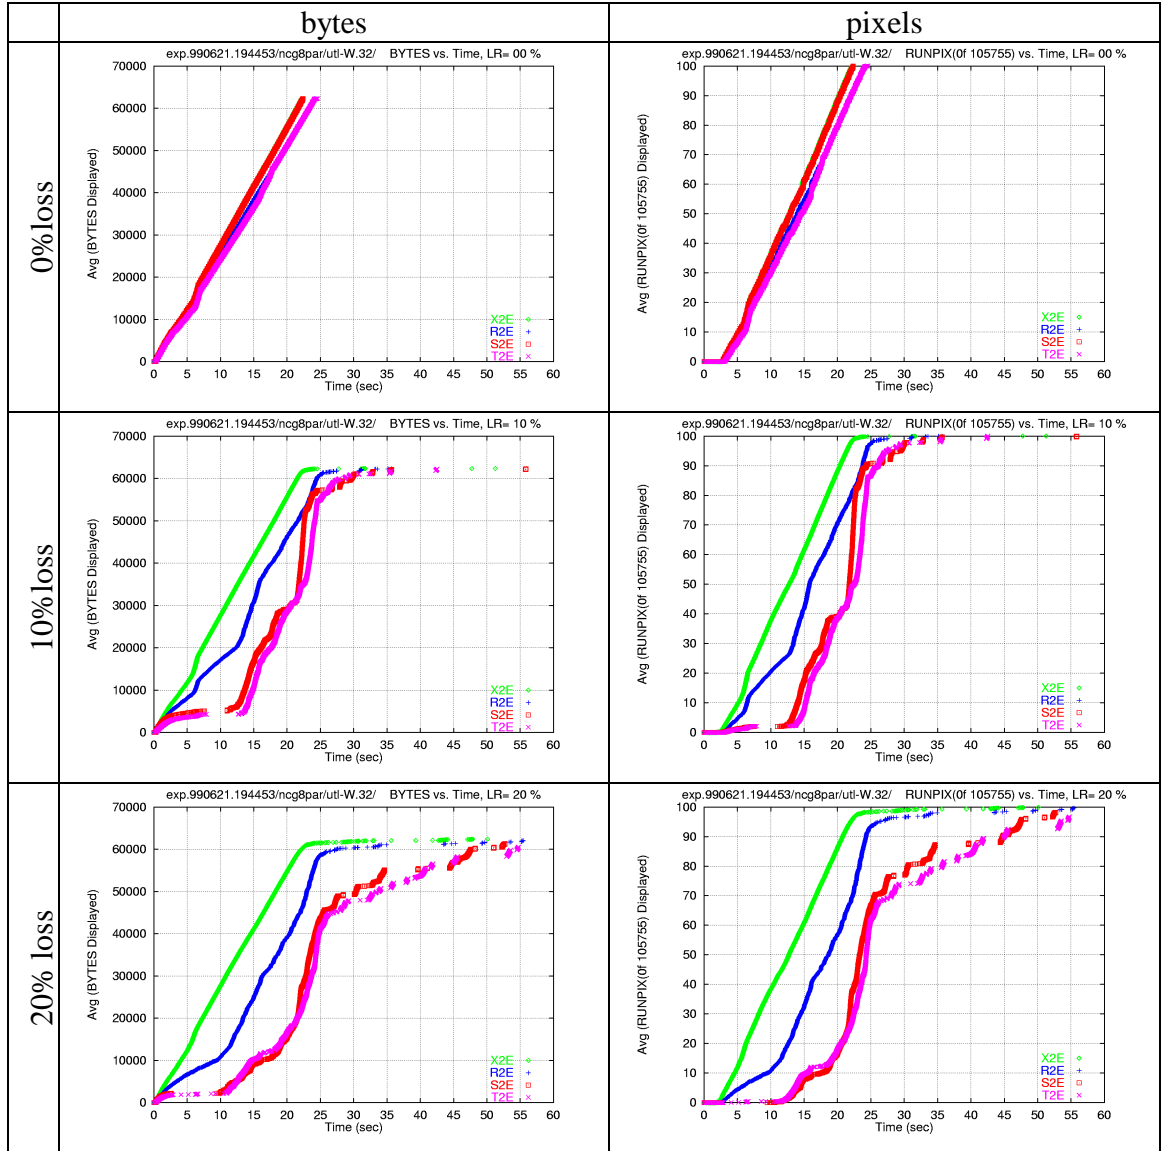 bytes
pixels
0%loss
exp.990621.194453/ncg8par/utl-W.32/ BYTES vs. Time, LR= 00 %
Avg (BYTES Displayed)
70000
60000
50000
40000
30000
20000
10000
0
0 5 10 15 20 25 30 35 40 45 50 55 60
Time (sec)
X2E
R2E
S2E
T2E
exp.990621.194453/ncg8par/utl-W.32/ RUNPIX(0f 105755) vs. Time, LR= 00 %
Avg (RUNPIX(0f 105755) Displayed)
100
90
80
70
60
50
40
30
20
10
0
0 5 10 15 20 25 30 35 40 45 50 55 60
Time (sec)
X2E
R2E
S2E
T2E
10%loss
exp.990621.194453/ncg8par/utl-W.32/ BYTES vs. Time, LR= 10 %
Avg (BYTES Displayed)
70000
60000
50000
40000
30000
20000
10000
0
0 5 10 15 20 25 30 35 40 45 50 55 60
Time (sec)
X2E
R2E
S2E
T2E
exp.990621.194453/ncg8par/utl-W.32/ RUNPIX(0f 105755) vs. Time, LR= 10 %
Avg (RUNPIX(0f 105755) Displayed)
100
90
80
70
60
50
40
30
20
10
0
0 5 10 15 20 25 30 35 40 45 50 55 60
Time (sec)
X2E
R2E
S2E
T2E
20% loss
exp.990621.194453/ncg8par/utl-W.32/ BYTES vs. Time, LR= 20 %
Avg (BYTES Displayed)
70000
60000
50000
40000
30000
20000
10000
0
0 5 10 15 20 25 30 35 40 45 50 55 60
Time (sec)
X2E
R2E
S2E
T2E
exp.990621.194453/ncg8par/utl-W.32/ RUNPIX(0f 105755) vs. Time, LR= 20 %
Avg (RUNPIX(0f 105755) Displayed)
100
90
80
70
60
50
40
30
20
10
0
0 5 10 15 20 25 30 35 40 45 50 55 60
Time (sec)
X2E
R2E
S2E
T2E